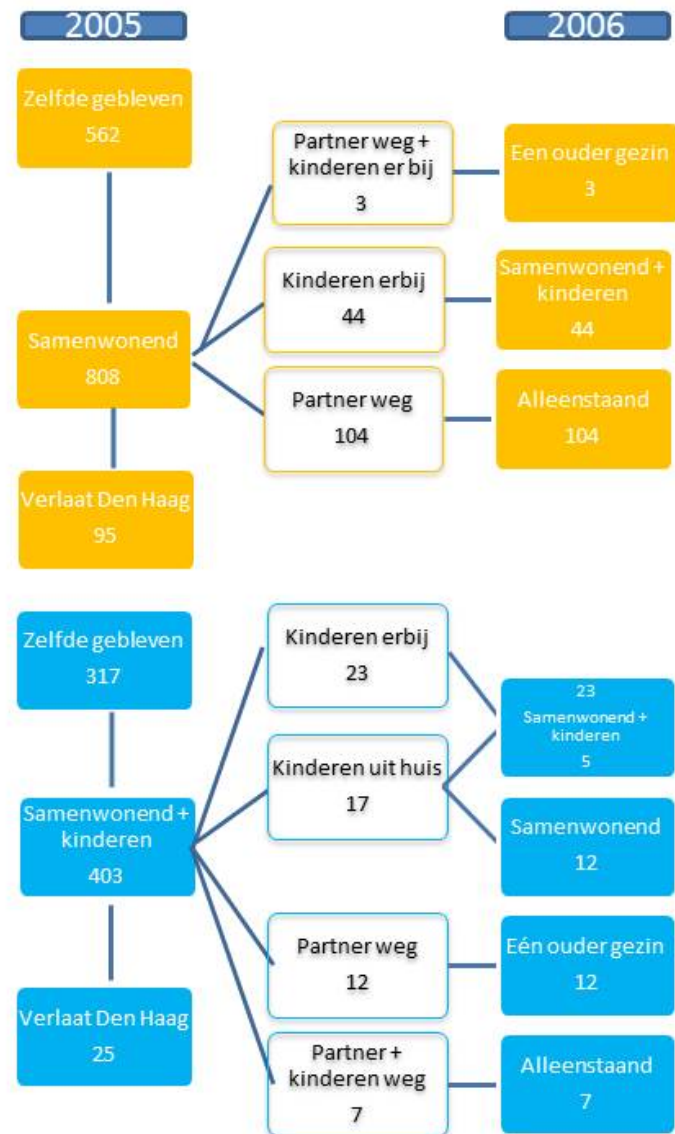 2005
2006
Zelfde gebleven
562
Partner weg +
kinderen er bij
3
Een ouder gezin
3
Kinderen erbij
44
Samenwonend +
kinderen
44
Samenwonend
808
Partner weg
104
Alleenstaand
104
Verlaat Den Haag
95
Zelfde gebleven
317
Kinderen erbij
23
23
Samenwonend +
kinderen
5
Kinderen uit huis
17
Samenwonend +
kinderen
403
Samenwonend
12
Partner weg
12
Eén ouder gezin
12
Verlaat Den Haag
25
Partner +
kinderen weg
7
Alleenstaand
7